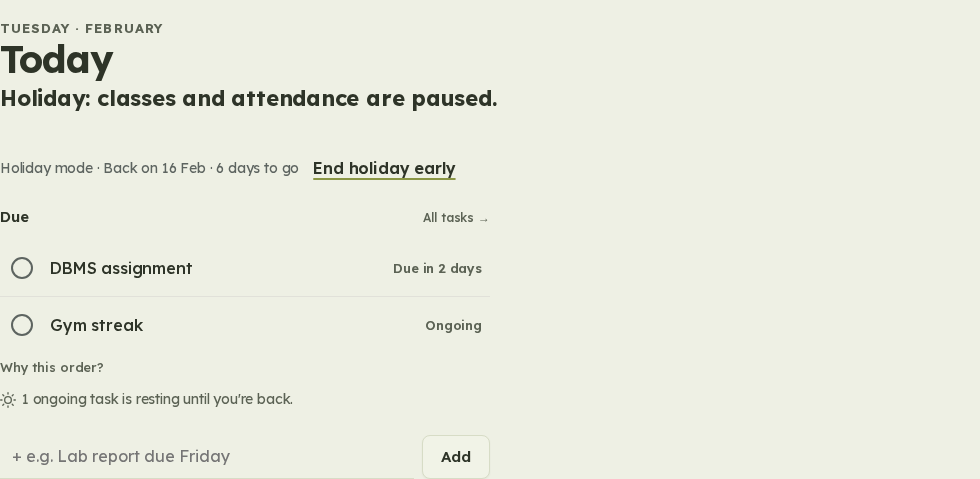 TUESDAY · FEBRUARY
Today
Holiday: classes and attendance are paused.
Holiday mode · Back on 16 Feb · 6 days to go End holiday early
Due All tasks →
DBMS assignment Due in 2 days
Gym streak Ongoing
Why this order?
1 ongoing task is resting until you're back.
+ e.g. Lab report due Friday Add